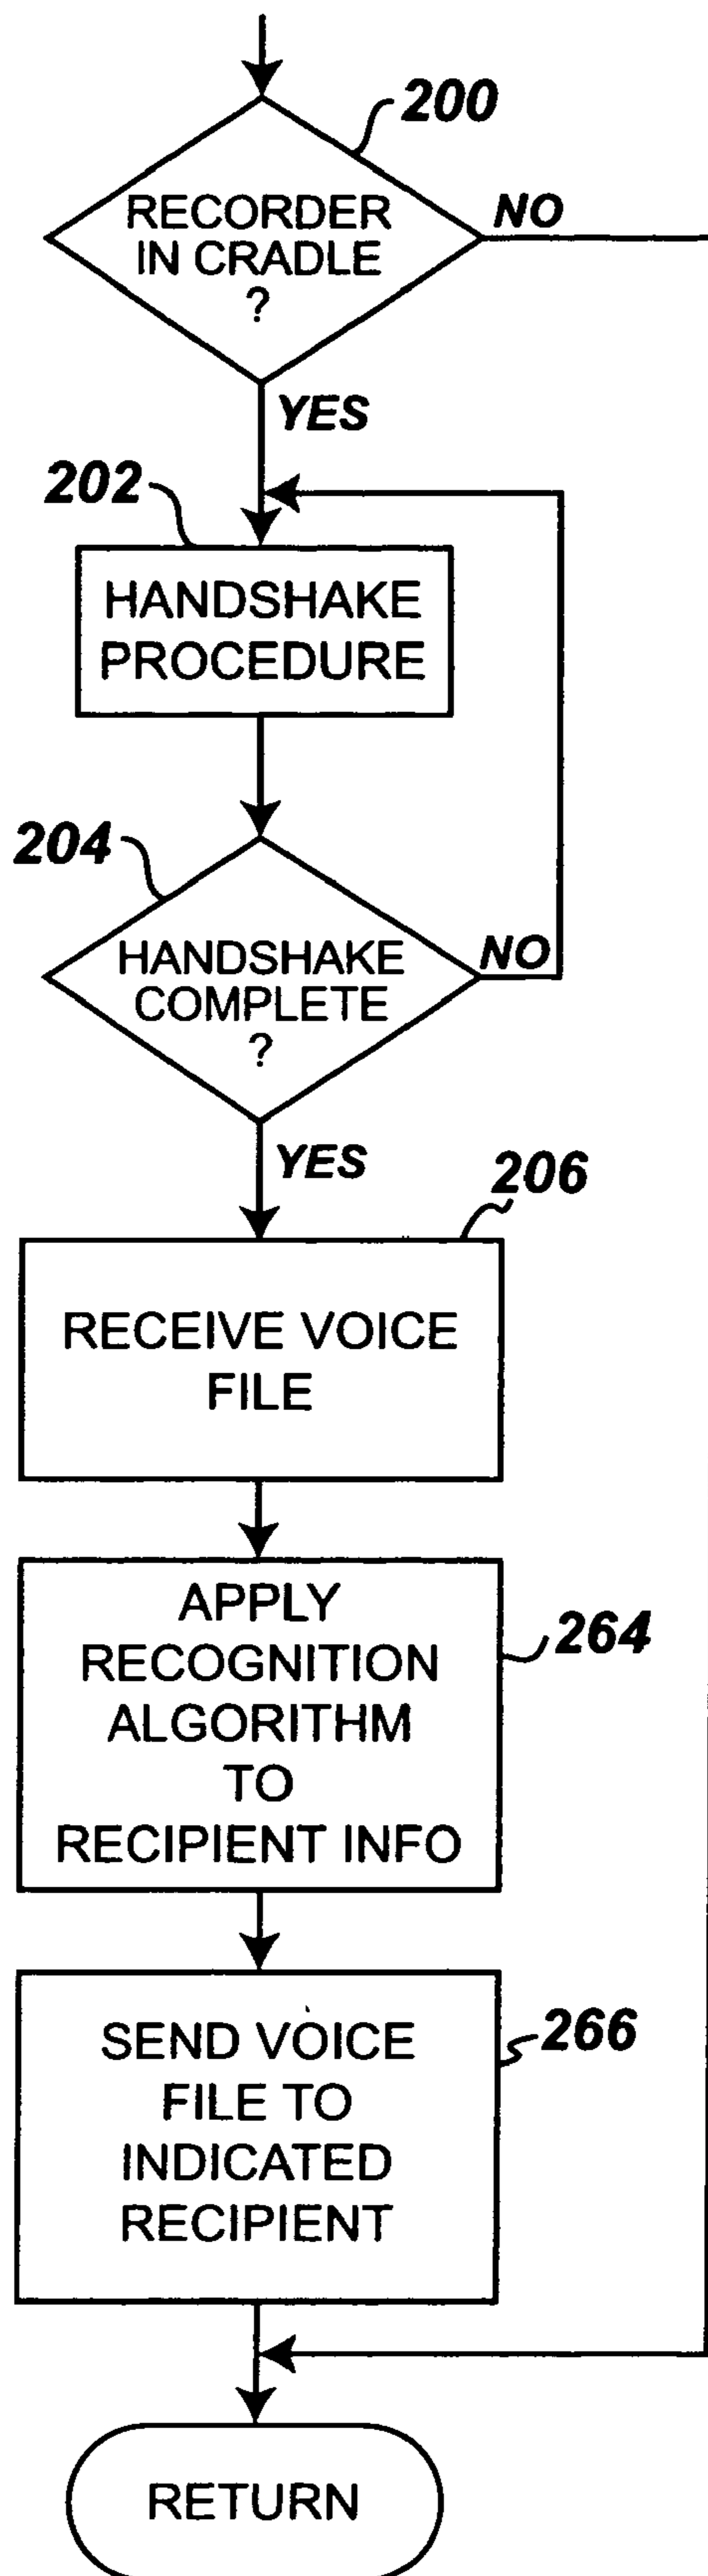 200
RECORDER
IN CRADLE
?
NO
YES
202
HANDSHAKE
PROCEDURE
204
HANDSHAKE
COMPLETE
?
NO
YES
206
RECEIVE VOICE
FILE
APPLY
RECOGNITION
ALGORITHM
TO
RECIPIENT INFO
264
SEND VOICE
FILE TO
INDICATED
RECIPIENT
266
RETURN